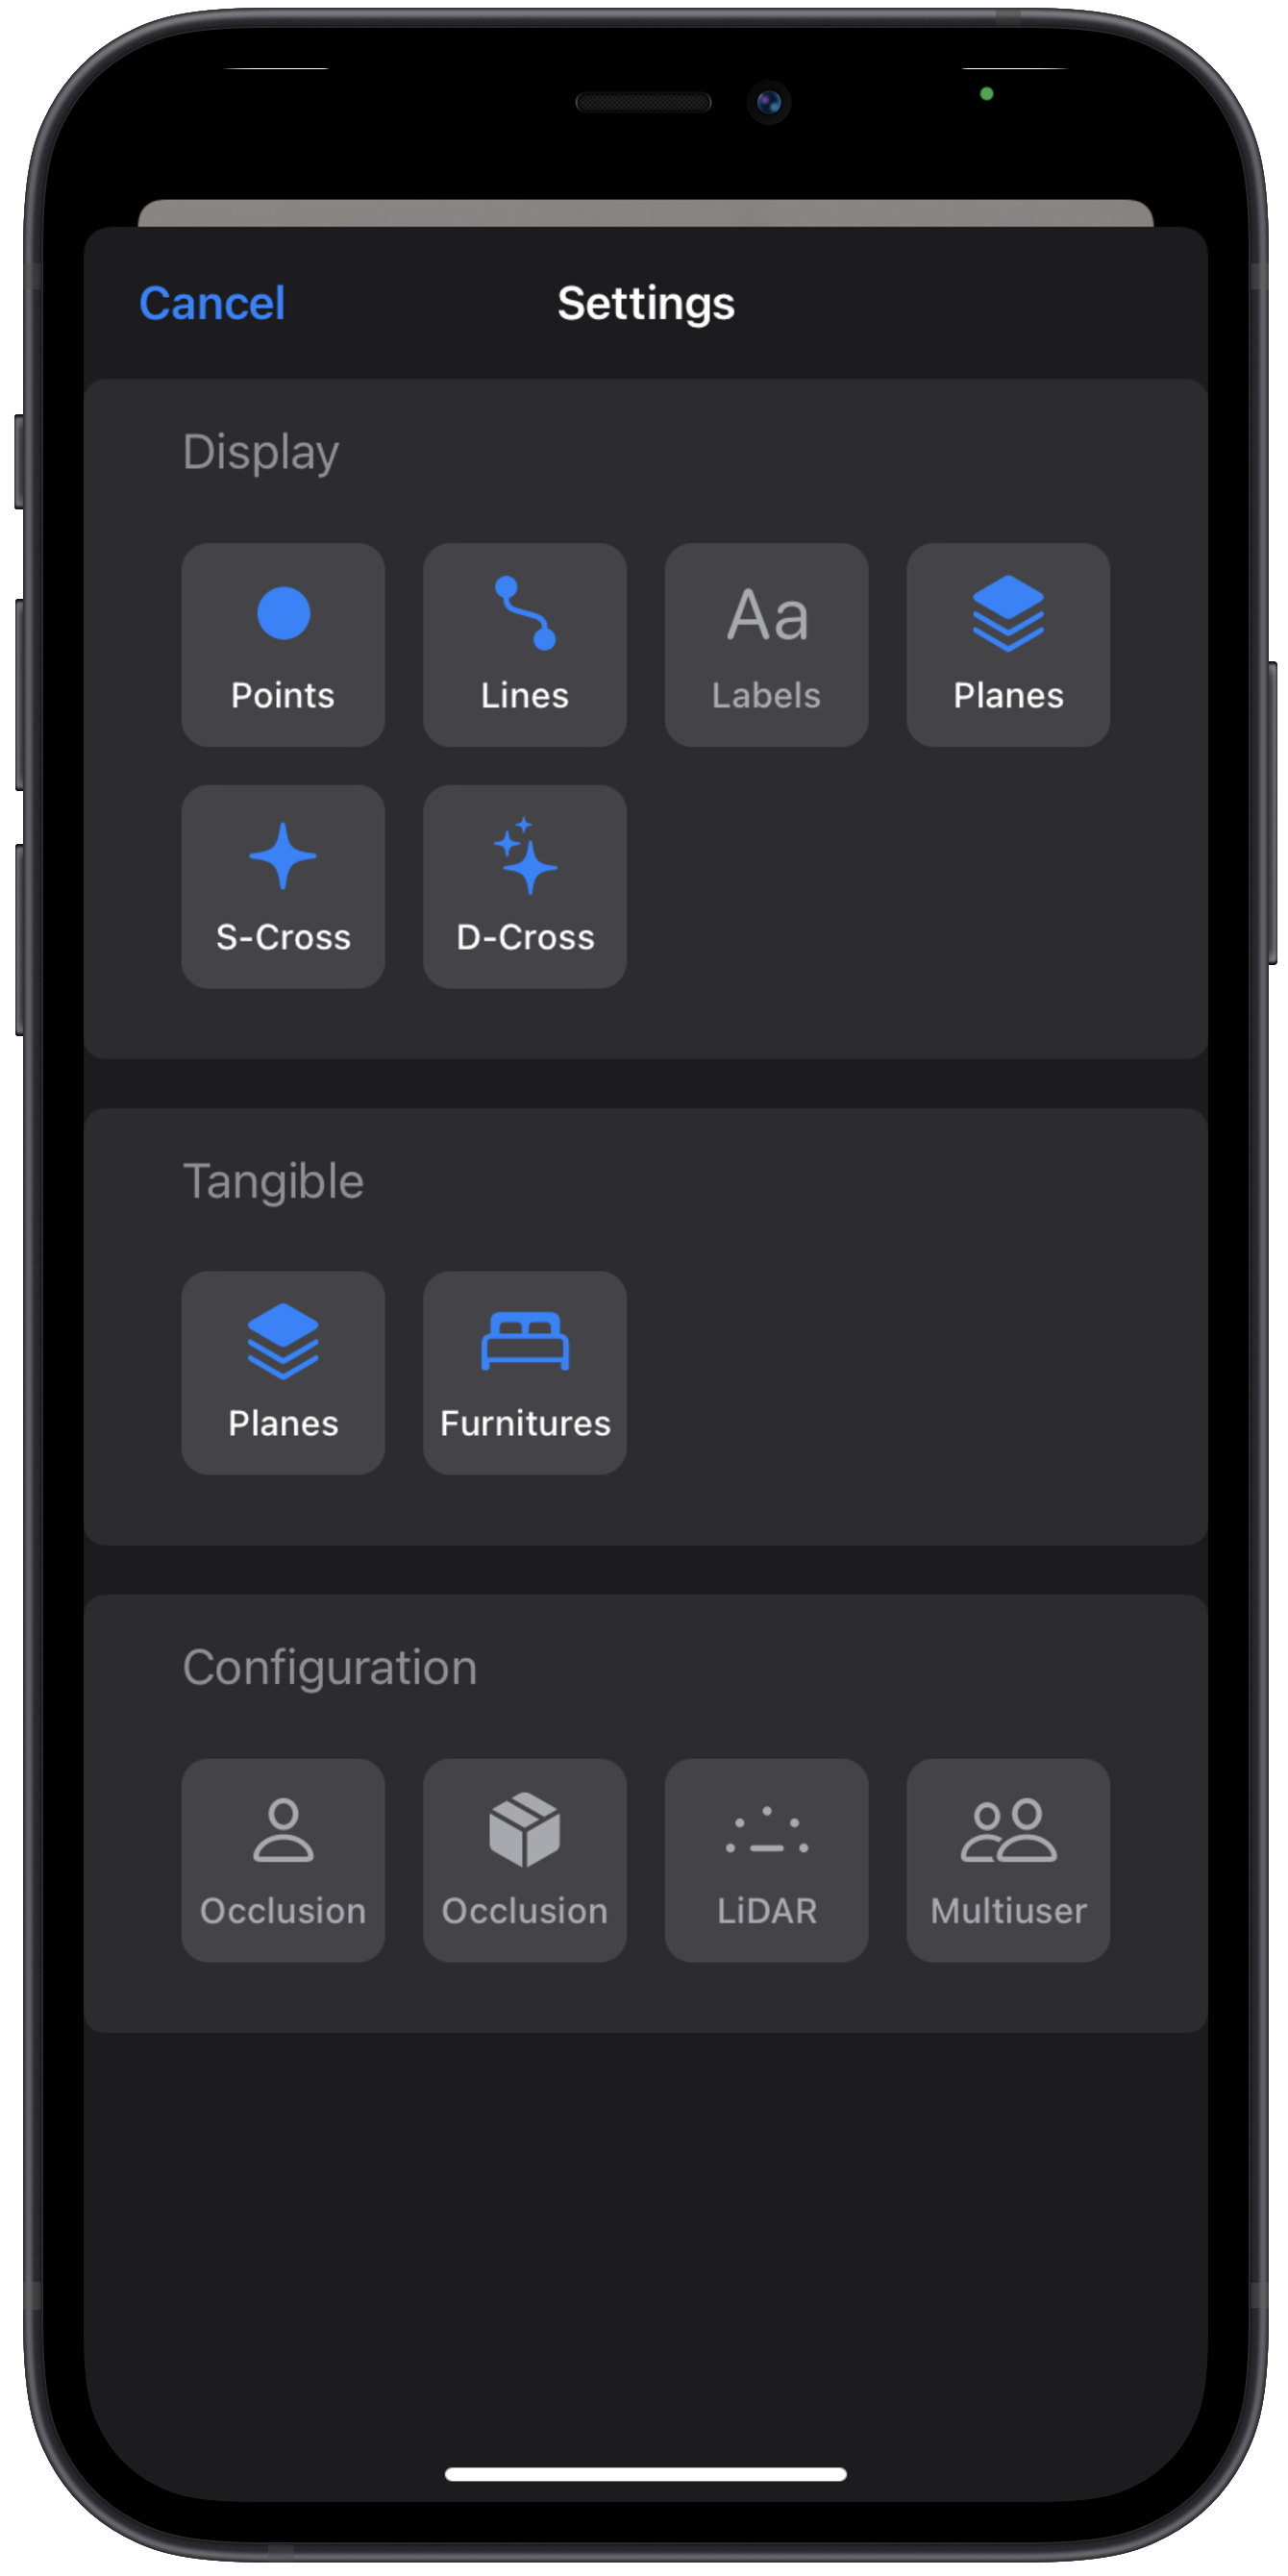 Cancel Settings
Display
Points Lines Aa Labels Planes
S-Cross D-Cross
Tangible
Planes Furnitures
Configuration
Occlusion Occlusion LiDAR Multiuser